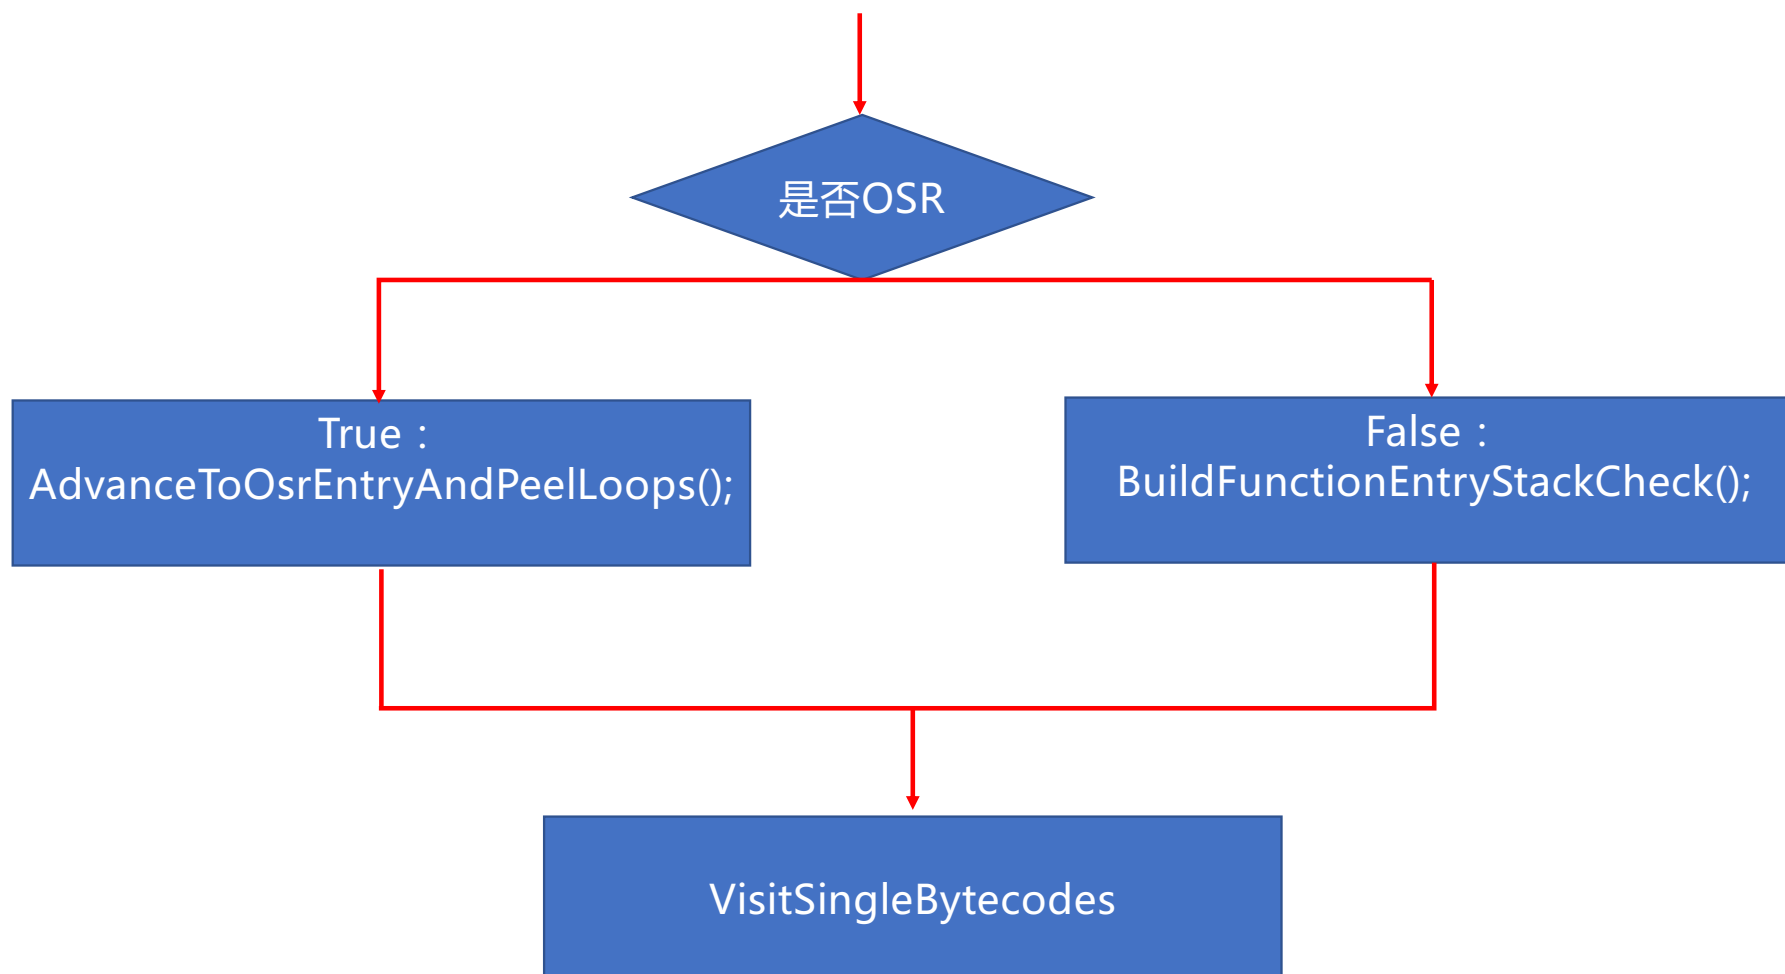 是否OSR
True：
AdvanceToOsrEntryAndPeelLoops();
False：
BuildFunctionEntryStackCheck();
VisitSingleBytecodes